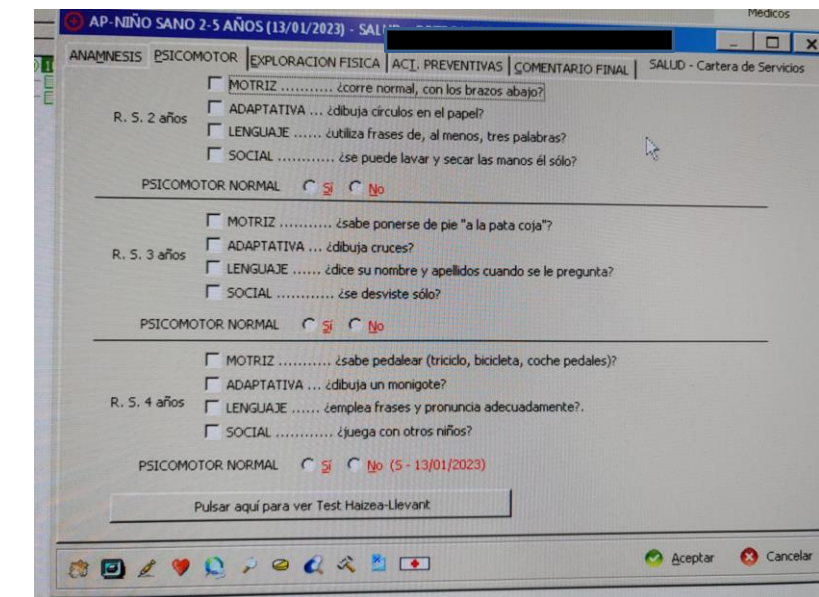 Médicos
AP-NIÑO SANO 2-5 AÑOS (13/01/2023) - SAL
ANAMNESIS PSICOMOTOR EXPLORACION FISICA ACT. PREVENTIVAS COMENTARIO FINAL SALUD - Cartera de Servicios
MOTRIZ ........... ¿corre normal, con los brazos abajo?
R. S. 2 años
ADAPTATIVA ... ¿dibuja círculos en el papel?
LENGUAJE ...... ¿utiliza frases de, al menos, tres palabras?
SOCIAL ............ ¿se puede lavar y secar las manos él sólo?
PSICOMOTOR NORMAL Sí No
MOTRIZ ........... ¿sabe ponerse de pie "a la pata coja"?
R. S. 3 años
ADAPTATIVA ... ¿dibuja cruces?
LENGUAJE ...... ¿dice su nombre y apellidos cuando se le pregunta?
SOCIAL ............ ¿se desviste sólo?
PSICOMOTOR NORMAL Sí No
MOTRIZ ........... ¿sabe pedalear (triciclo, bicicleta, coche pedales)?
ADAPTATIVA ... ¿dibuja un monigote?
R. S. 4 años
LENGUAJE ...... ¿emplea frases y pronuncia adecuadamente?.
SOCIAL ............ ¿juega con otros niños?
PSICOMOTOR NORMAL Sí No (S - 13/01/2023)
Pulsar aquí para ver Test Haizea-Llevant
Aceptar Cancelar